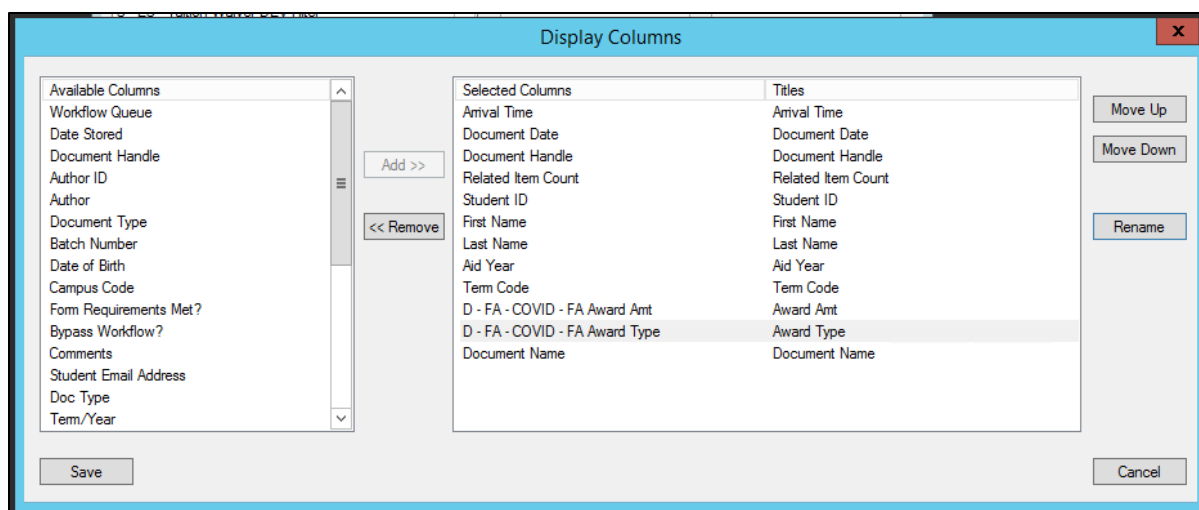 Display Columns
x
Available Columns
Workflow Queue
Date Stored
Document Handle
Author ID
Author
Document Type
Batch Number
Date of Birth
Campus Code
Form Requirements Met?
Bypass Workflow?
Comments
Student Email Address
Doc Type
Term/Year
Add >>
<< Remove
Selected Columns Titles
Arrival Time Arrival Time
Document Date Document Date
Document Handle Document Handle
Related Item Count Related Item Count
Student ID Student ID
First Name First Name
Last Name Last Name
Aid Year Aid Year
Term Code Term Code
D - FA - COVID - FA Award Amt Award Amt
D - FA - COVID - FA Award Type Award Type
Document Name Document Name
Move Up
Move Down
Rename
Save
Cancel